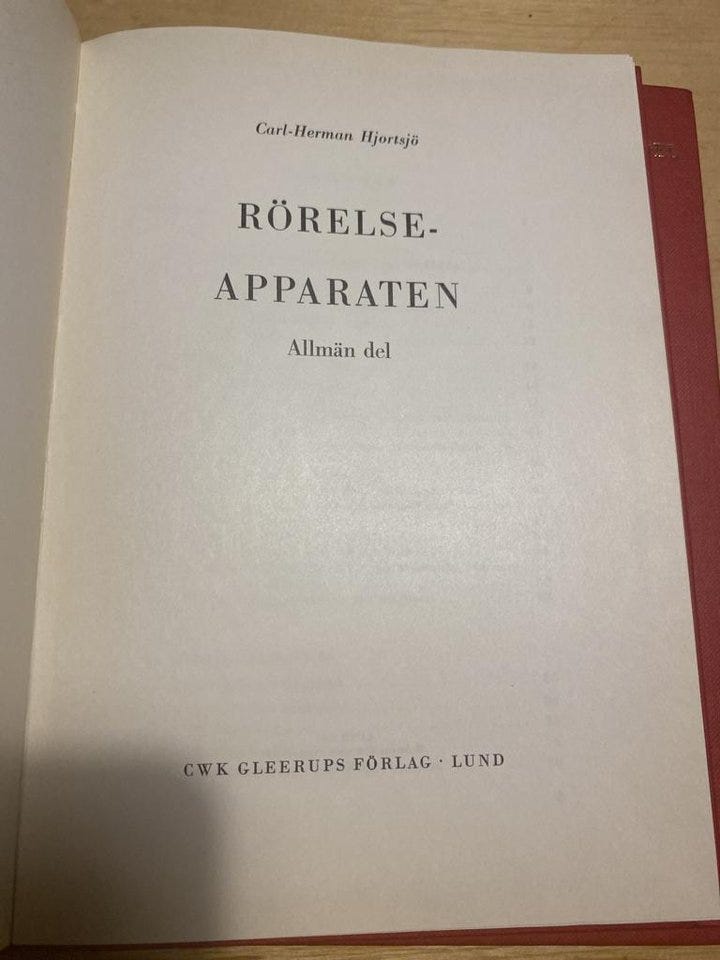 Carl-Herman Hjortsjö
RÖRELSE-
APPARATEN
Allmän del
CWK GLEERUPS FÖRLAG · LUND